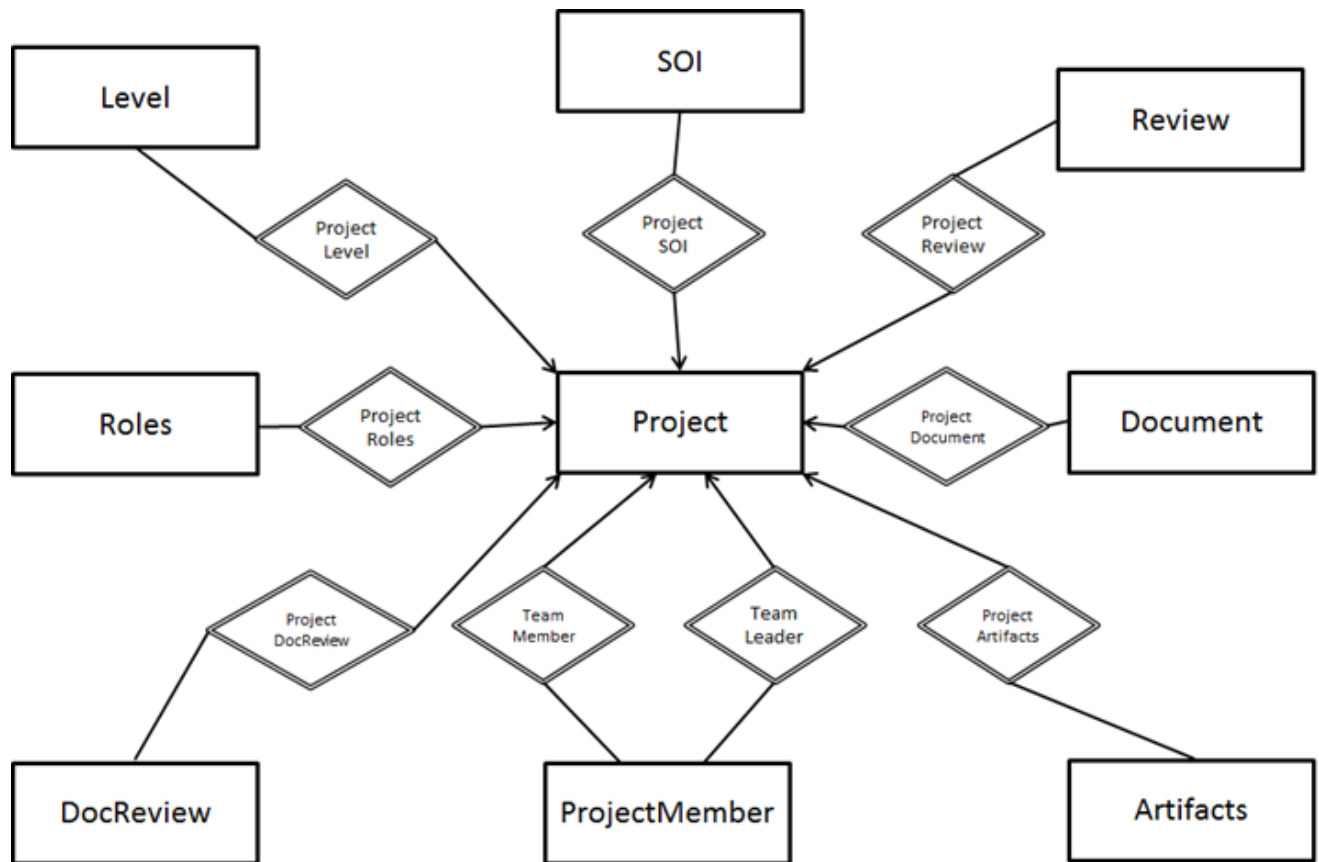 SOI
Level
Review
Project
Level
Project
SOI
Project
Review
Roles
Project
Roles
Project
Project
Document
Document
Project
DocReview
Team
Member
Team
Leader
Project
Artifacts
DocReview
ProjectMember
Artifacts